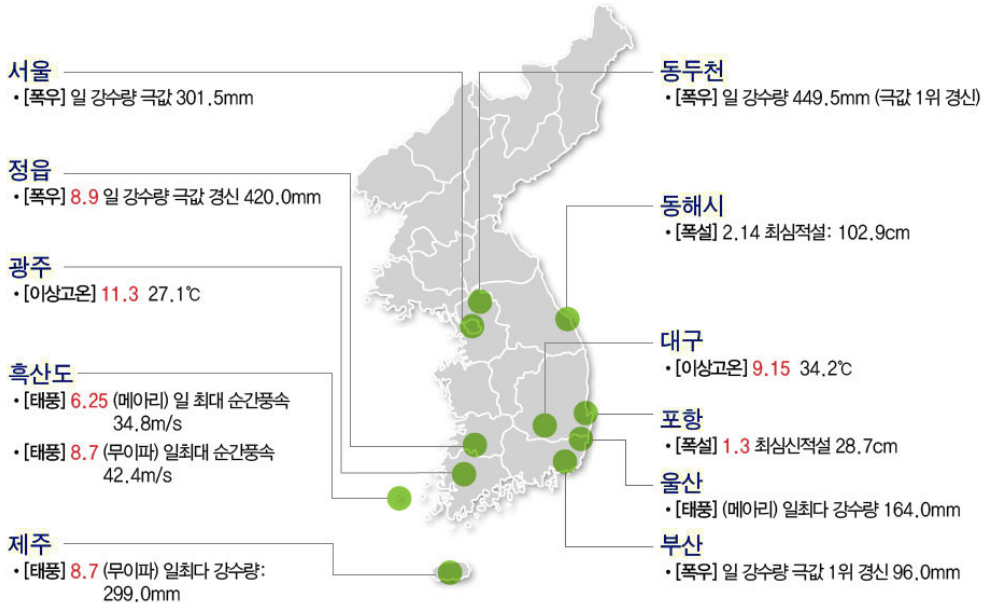 서울
• [폭우] 일 강수량 극값 301.5mm
정읍
• [폭우] 8.9 일 강수량 극값 경신 420.0mm
광주
• [이상고온] 11.3 27.1℃
흑산도
• [태풍] 6.25 (메아리) 일 최대 순간풍속
34.8m/s
• [태풍] 8.7 (무이파) 일최대 순간풍속
42.4m/s
제주
• [태풍] 8.7 (무이파) 일최다 강수량:
299.0mm
동두천
• [폭우] 일 강수량 449.5mm (극값 1위 경신)
동해시
• [폭설] 2.14 최심적설: 102.9cm
대구
• [이상고온] 9.15 34.2℃
포항
• [폭설] 1.3 최심신적설 28.7cm
울산
• [태풍] (메아리) 일최다 강수량 164.0mm
부산
• [폭우] 일 강수량 극값 1위 경신 96.0mm